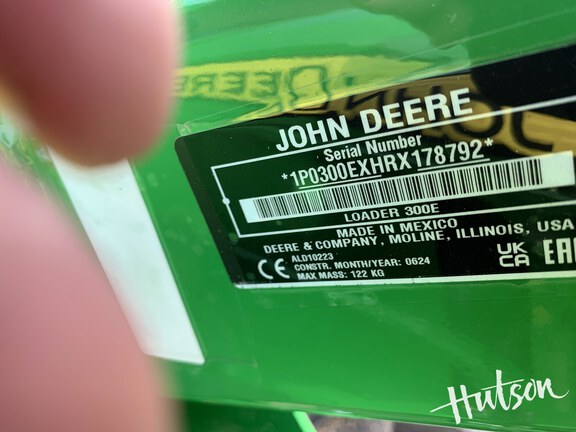 JOHN DEERE
Serial Number
*1P0300EXHRX178792*
LOADER 300E
MADE IN MEXICO
DEERE & COMPANY, MOLINE, ILLINOIS, USA
ALD10223
CONSTR. MONTH/YEAR: 0624
MAX MASS: 122 KG
CE
UK
CA
EAC
Hutson